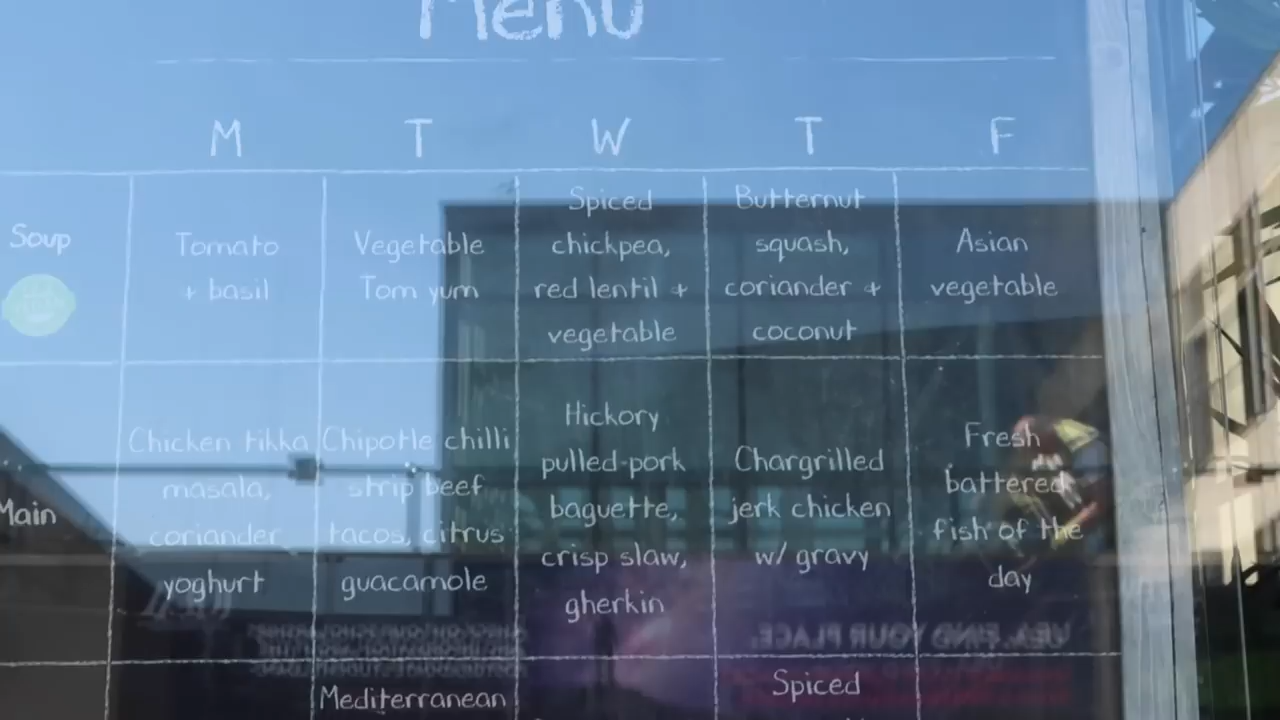 Menu
M T W T F
Soup
Tomato
+ basil
Vegetable
Tom yum
Spiced
chickpea,
red lentil +
vegetable
Butternut
squash,
coriander +
coconut
Asian
vegetable
Main
Chicken tikka
masala,
coriander
yoghurt
Chipotle chilli
strip beef
tacos, citrus
guacamole
Hickory
pulled-pork
baguette,
crisp slaw,
gherkin
Chargrilled
jerk chicken
w/ gravy
Fresh
battered
fish of the
day
UEA. FIND YOUR PLACE.
Mediterranean
Spiced